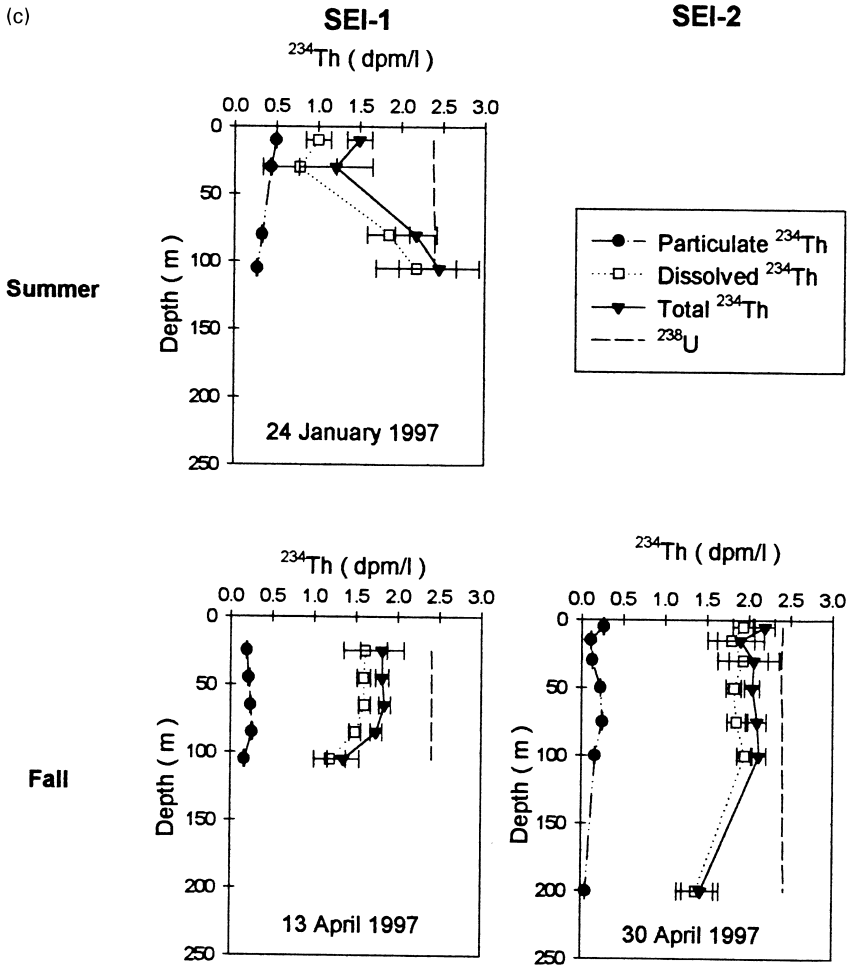 (c)
SEI-1
SEI-2
²³⁴Th ( dpm/l )
0.0 0.5 1.0 1.5 2.0 2.5 3.0
0
50
100
150
200
250
Depth ( m )
Summer
24 January 1997
Particulate ²³⁴Th
Dissolved ²³⁴Th
Total ²³⁴Th
²³⁸U
²³⁴Th ( dpm/l )
0.0 0.5 1.0 1.5 2.0 2.5 3.0
0
50
100
150
200
250
Depth ( m )
Fall
13 April 1997
²³⁴Th ( dpm/l )
0.0 0.5 1.0 1.5 2.0 2.5 3.0
0
50
100
150
200
250
Depth ( m )
30 April 1997